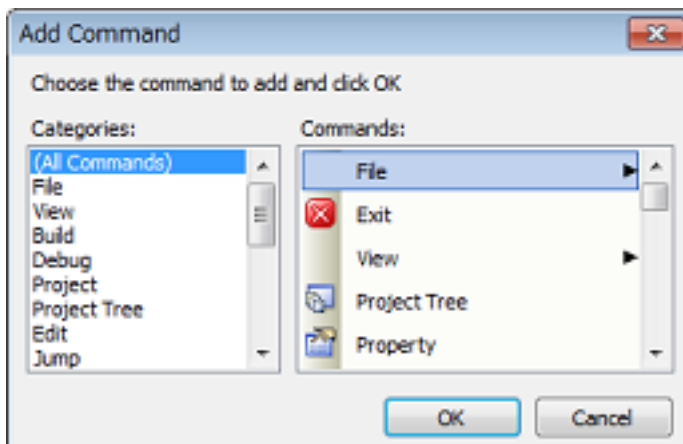 Add Command
Choose the command to add and click OK
Categories:
(All Commands)
File
View
Build
Debug
Project
Project Tree
Edit
Jump
Commands:
File
Exit
View
Project Tree
Property
OK
Cancel